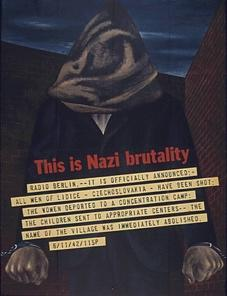 This is Nazi brutality
RADIO BERLIN.--IT IS OFFICIALLY ANNOUNCED:-
ALL MEN OF LIDICE - CZECHOSLOVAKIA - HAVE BEEN SHOT:
THE WOMEN DEPORTED TO A CONCENTRATION CAMP:
THE CHILDREN SENT TO APPROPRIATE CENTERS-- THE
NAME OF THE VILLAGE WAS IMMEDIATELY ABOLISHED.
6/11/42/115P